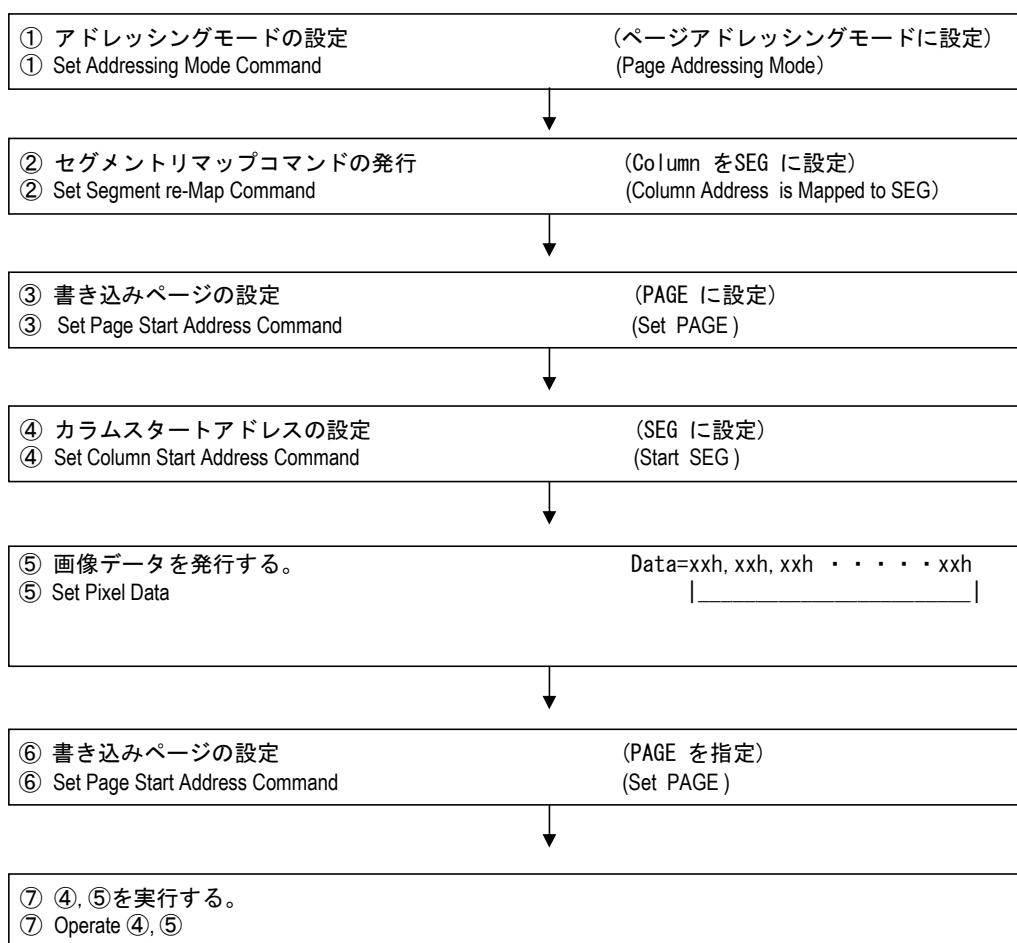 ① アドレッシングモードの設定 (ページアドレッシングモードに設定)
① Set Addressing Mode Command (Page Addressing Mode)
② セグメントリマップコマンドの発行 (Column をSEG に設定)
② Set Segment re-Map Command (Column Address is Mapped to SEG)
③ 書き込みページの設定 (PAGE に設定)
③ Set Page Start Address Command (Set PAGE )
④ カラムスタートアドレスの設定 (SEG に設定)
④ Set Column Start Address Command (Start SEG )
⑤ 画像データを発行する。 Data=xxh, xxh, xxh ・・・・・xxh
⑤ Set Pixel Data |________________________|
⑥ 書き込みページの設定 (PAGE を指定)
⑥ Set Page Start Address Command (Set PAGE )
⑦ ④, ⑤を実行する。
⑦ Operate ④, ⑤